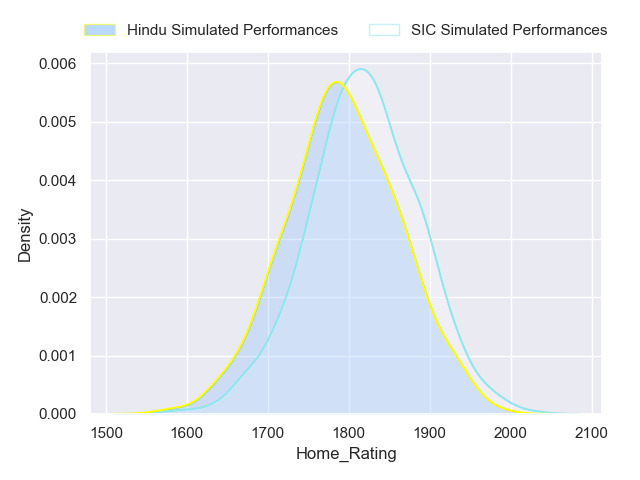 Hindu Simulated Performances
SIC Simulated Performances
0.006
0.005
0.004
0.003
0.002
0.001
0.000
Density
1500 1600 1700 1800 1900 2000 2100
Home_Rating